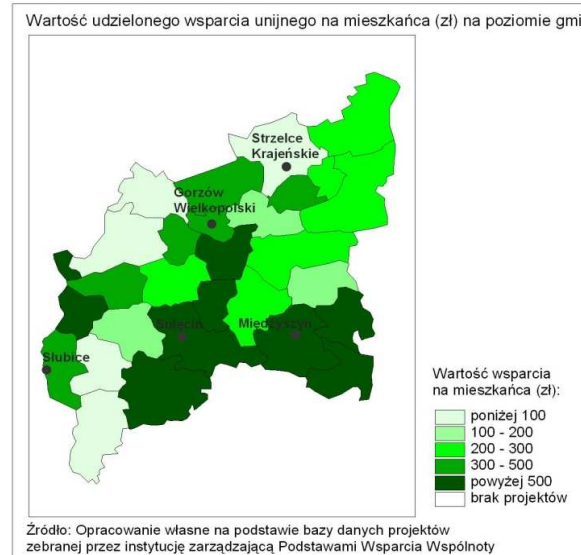 Wartość udzielonego wsparcia unijnego na mieszkańca (zł) na poziomie gmi
Strzelce
Krajeńskie
Gorzów
Wielkopolski
Sulęcin
Międzyszyn
Słubice
Wartość wsparcia
na mieszkańca (zł):
poniżej 100
100 - 200
200 - 300
300 - 500
powyżej 500
brak projektów
Źródło: Opracowanie własne na podstawie bazy danych projektów
zebranej przez instytucję zarządzającą Podstawami Wsparcia Wspólnoty